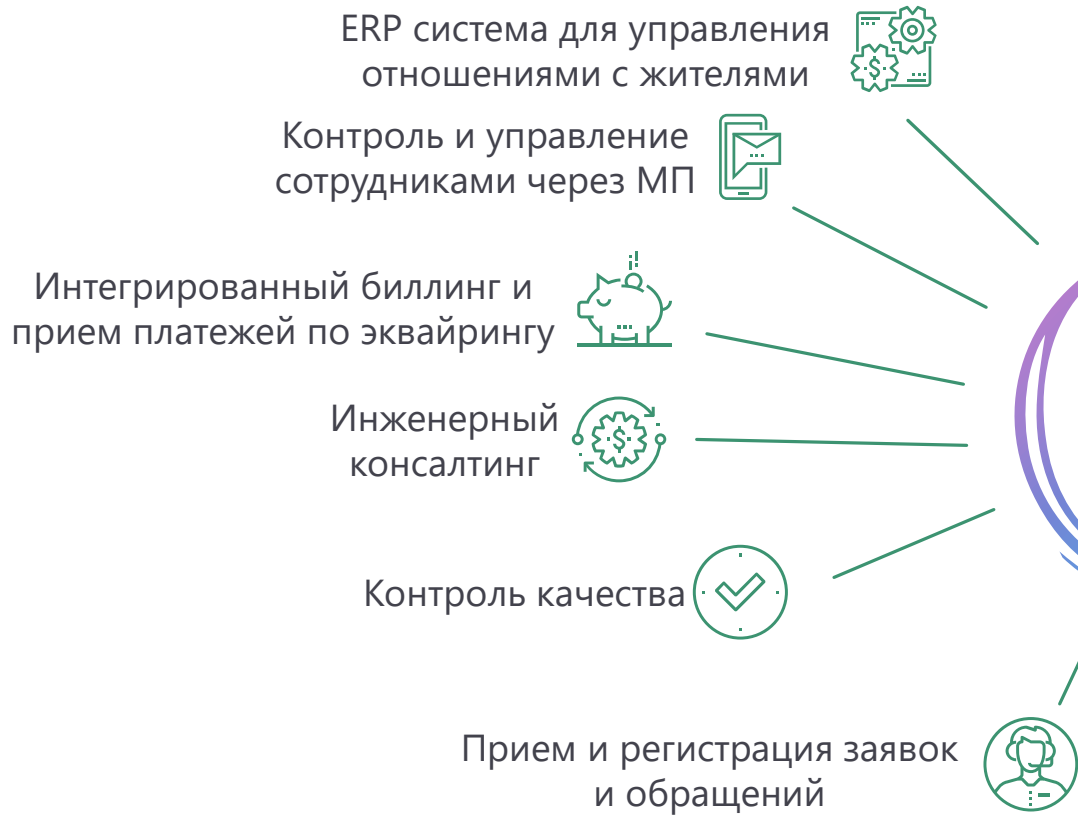 ERP система для управления
отношениями с жителями
Контроль и управление
сотрудниками через МП
Интегрированный биллинг и
прием платежей по эквайрингу
Инженерный
консалтинг
Контроль качества
Прием и регистрация заявок
и обращений